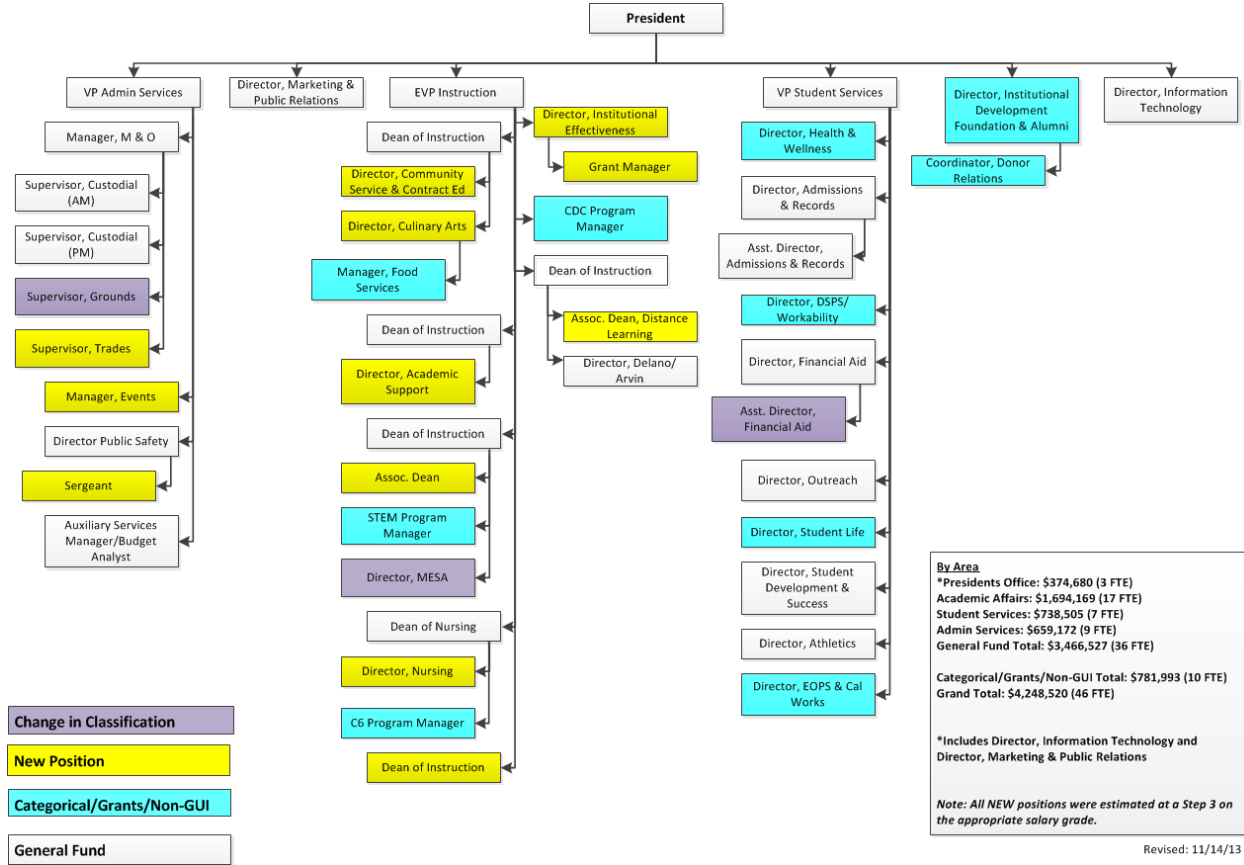 President
VP Admin Services
Director, Marketing &
Public Relations
EVP Instruction
VP Student Services
Director, Institutional
Development
Foundation & Alumni
Director, Information
Technology
Manager, M & O
Supervisor, Custodial
(AM)
Supervisor, Custodial
(PM)
Supervisor, Grounds
Supervisor, Trades
Manager, Events
Director Public Safety
Sergeant
Auxiliary Services
Manager/Budget
Analyst
Dean of Instruction
Director, Community
Service & Contract Ed
Director, Culinary Arts
Manager, Food
Services
Dean of Instruction
Director, Academic
Support
Dean of Instruction
Assoc. Dean
STEM Program
Manager
Director, MESA
Dean of Nursing
Director, Nursing
C6 Program Manager
Dean of Instruction
Director, Institutional
Effectiveness
Grant Manager
CDC Program
Manager
Dean of Instruction
Assoc. Dean, Distance
Learning
Director, Delano/
Arvin
Director, Health &
Wellness
Director, Admissions
& Records
Asst. Director,
Admissions & Records
Director, DSPS/
Workability
Director, Financial Aid
Asst. Director,
Financial Aid
Director, Outreach
Director, Student Life
Director, Student
Development &
Success
Director, Athletics
Director, EOPS & Cal
Works
Coordinator, Donor
Relations
Change in Classification
New Position
Categorical/Grants/Non-GUI
General Fund
By Area
*Presidents Office: $374,680 (3 FTE)
Academic Affairs: $1,694,169 (17 FTE)
Student Services: $738,505 (7 FTE)
Admin Services: $659,172 (9 FTE)
General Fund Total: $3,466,527 (36 FTE)
Categorical/Grants/Non-GUI Total: $781,993 (10 FTE)
Grand Total: $4,248,520 (46 FTE)
*Includes Director, Information Technology and
Director, Marketing & Public Relations
Note: All NEW positions were estimated at a Step 3 on
the appropriate salary grade.
Revised: 11/14/13